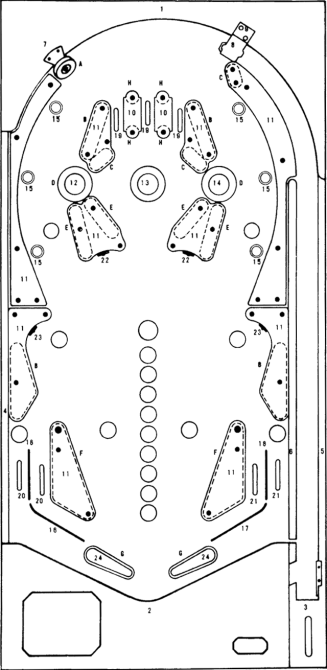 1
7
8
A
C
H H
B 10 10 B
15 11 19 19 11 15 11
H H
C C
D 12 13 14 D
15 15
E E
E 11 11 E
15 22 22 15
11
11 11
23 23
B B
4
18 F F 18
6 5
11 11
20 20 21 21
16 17
G G
24 24
2 3